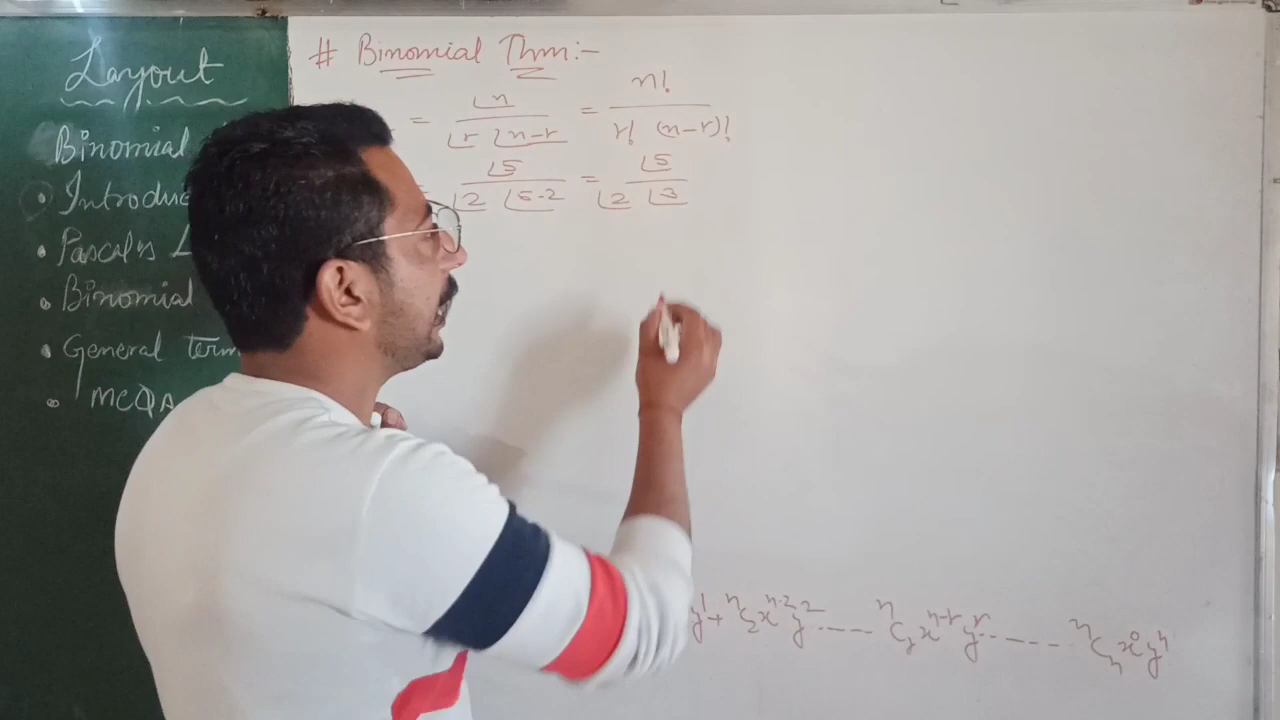 Layout
Binomial
• Introduc
• Pascal's
• Binomial
• General term
• MCQ
# Binomial Thm:-
= ∟n / ∟r ∟n-r = n! / r! (n-r)!
= ∟5 / ∟2 ∟5-2 = ∟5 / ∟2 ∟3
y¹ + ⁿC₂ xⁿ⁻² y² ---- ⁿCᵣ xⁿ⁻ʳ yʳ ----- ⁿCₙ x⁰ yⁿ